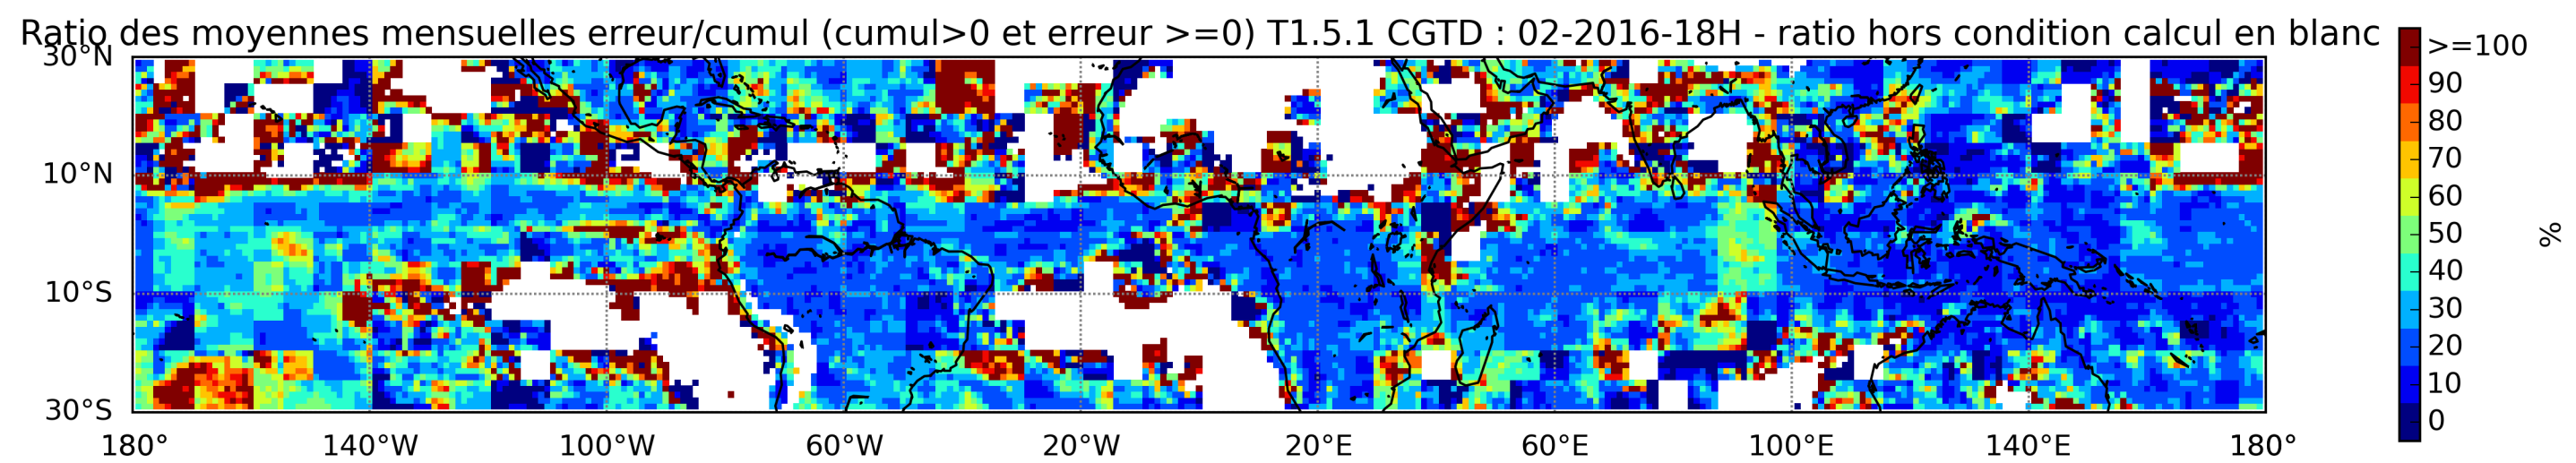 Ratio des moyennes mensuelles erreur/cumul (cumul>0 et erreur >=0) T1.5.1 CGTD : 02-2016-18H - ratio hors condition calcul en blanc
30°N
10°N
10°S
30°S
180°
140°W
100°W
60°W
20°W
20°E
60°E
100°E
140°E
180°
>=100
90
80
70
60
50
40
30
20
10
0
%